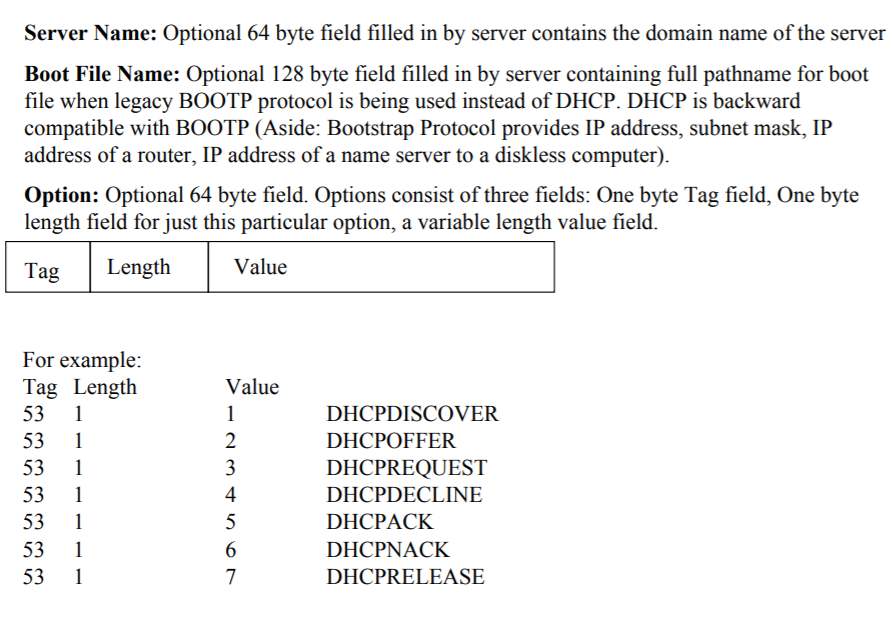 Server Name: Optional 64 byte field filled in by server contains the domain name of the server
Boot File Name: Optional 128 byte field filled in by server containing full pathname for boot
file when legacy BOOTP protocol is being used instead of DHCP. DHCP is backward
compatible with BOOTP (Aside: Bootstrap Protocol provides IP address, subnet mask, IP
address of a router, IP address of a name server to a diskless computer).
Option: Optional 64 byte field. Options consist of three fields: One byte Tag field, One byte
length field for just this particular option, a variable length value field.
Tag Length Value
For example:
Tag Length Value
53 1 1 DHCPDISCOVER
53 1 2 DHCPOFFER
53 1 3 DHCPREQUEST
53 1 4 DHCPDECLINE
53 1 5 DHCPACK
53 1 6 DHCPNACK
53 1 7 DHCPRELEASE